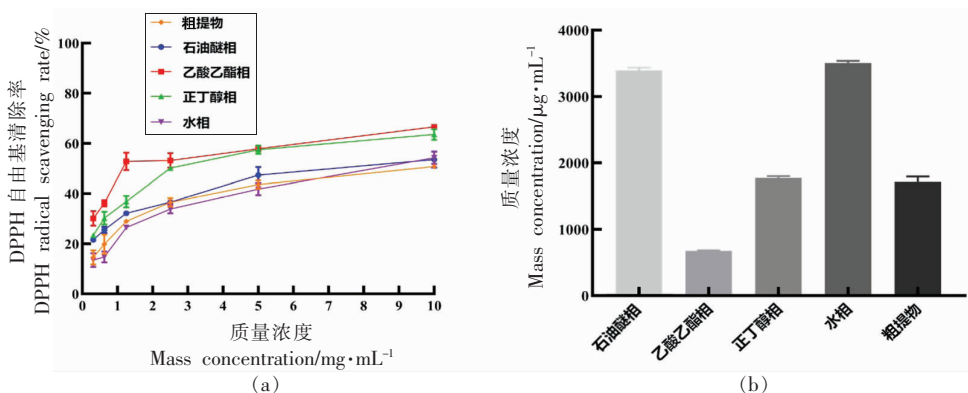 粗提物
石油醚相
乙酸乙酯相
正丁醇相
水相
DPPH 自由基清除率
DPPH radical scavenging rate/%
100
80
60
40
20
0
0 1 2 3 4 5 6 7 8 9 10
质量浓度
Mass concentration/mg·mL⁻¹
(a)
质量浓度
Mass concentration/μg·mL⁻¹
4000
3000
2000
1000
0
石油醚相
乙酸乙酯相
正丁醇相
水相
粗提物
(b)